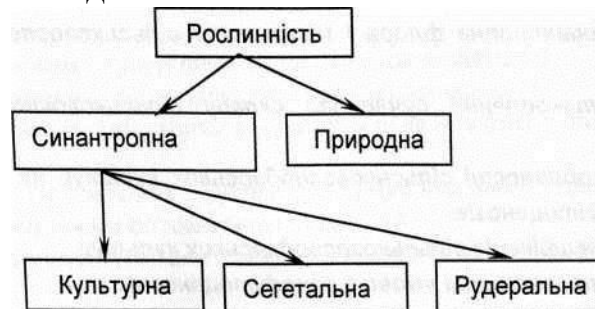 Рослинність
Синантропна
Природна
Культурна
Сегетальна
Рудеральна